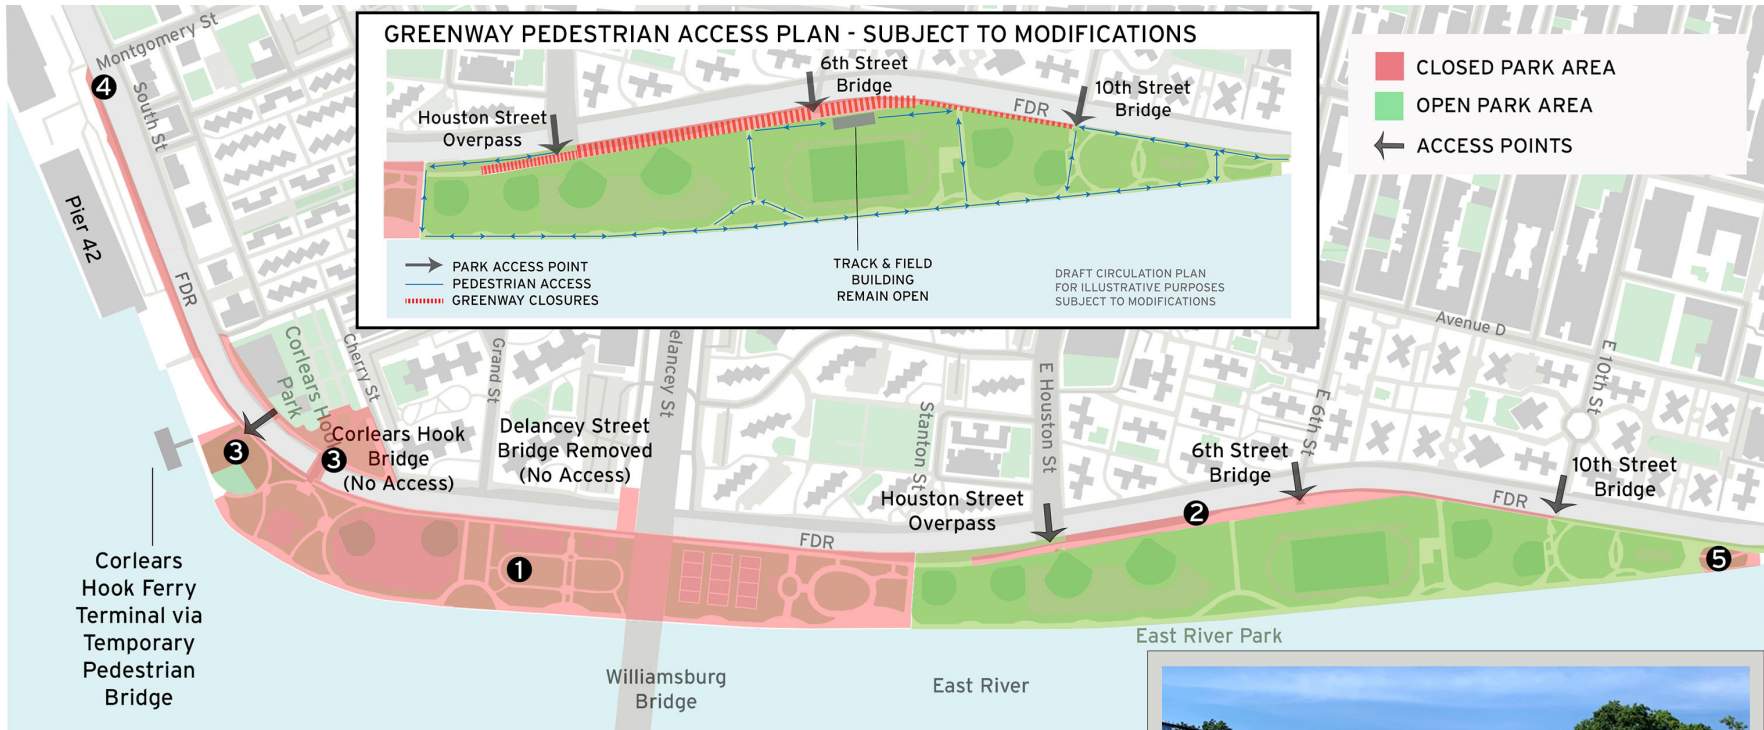 GREENWAY PEDESTRIAN ACCESS PLAN - SUBJECT TO MODIFICATIONS
6th Street
Bridge
10th Street
Bridge
Houston Street
Overpass
FDR
PARK ACCESS POINT
PEDESTRIAN ACCESS
GREENWAY CLOSURES
TRACK & FIELD
BUILDING
REMAIN OPEN
DRAFT CIRCULATION PLAN
FOR ILLUSTRATIVE PURPOSES
SUBJECT TO MODIFICATIONS
CLOSED PARK AREA
OPEN PARK AREA
ACCESS POINTS
Montgomery St
4
South St
Pier 42
FDR
Corlears Hook
Park
Cherry St
Grand St
elancey St
Avenue D
E 10th St
E Houston St
E 6th St
Stanton St
3
3
Corlears Hook
Bridge
(No Access)
Delancey Street
Bridge Removed
(No Access)
Houston Street
Overpass
6th Street
Bridge
10th Street
Bridge
2
FDR
FDR
1
5
Corlears
Hook Ferry
Terminal via
Temporary
Pedestrian
Bridge
East River Park
Williamsburg
Bridge
East River